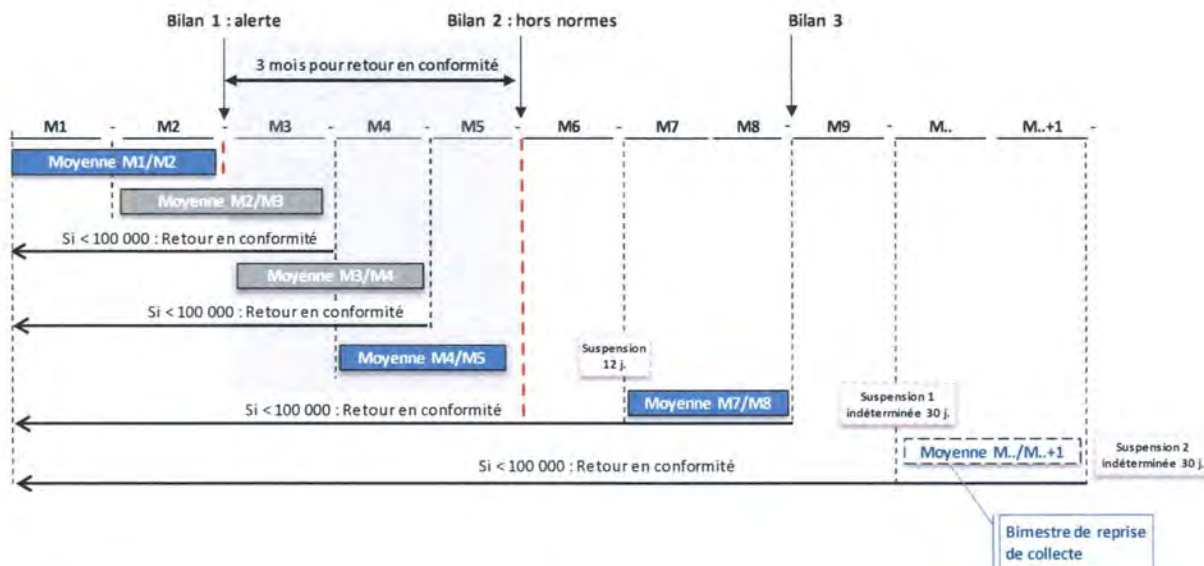 Bilan 1 : alerte
Bilan 2 : hors normes
Bilan 3
3 mois pour retour en conformité
M1 - M2 - M3 - M4 - M5 - M6 - M7 M8 - M9 - M.. M..+1 -
Moyenne M1/M2
Moyenne M2/M3
Si < 100 000 : Retour en conformité
Moyenne M3/M4
Si < 100 000 : Retour en conformité
Moyenne M4/M5
Suspension
12 j.
Moyenne M7/M8
Si < 100 000 : Retour en conformité
Suspension 1
indéterminée 30 j.
Moyenne M../M..+1
Suspension 2
indéterminée 30 j.
Si < 100 000 : Retour en conformité
Bimestre de reprise
de collecte